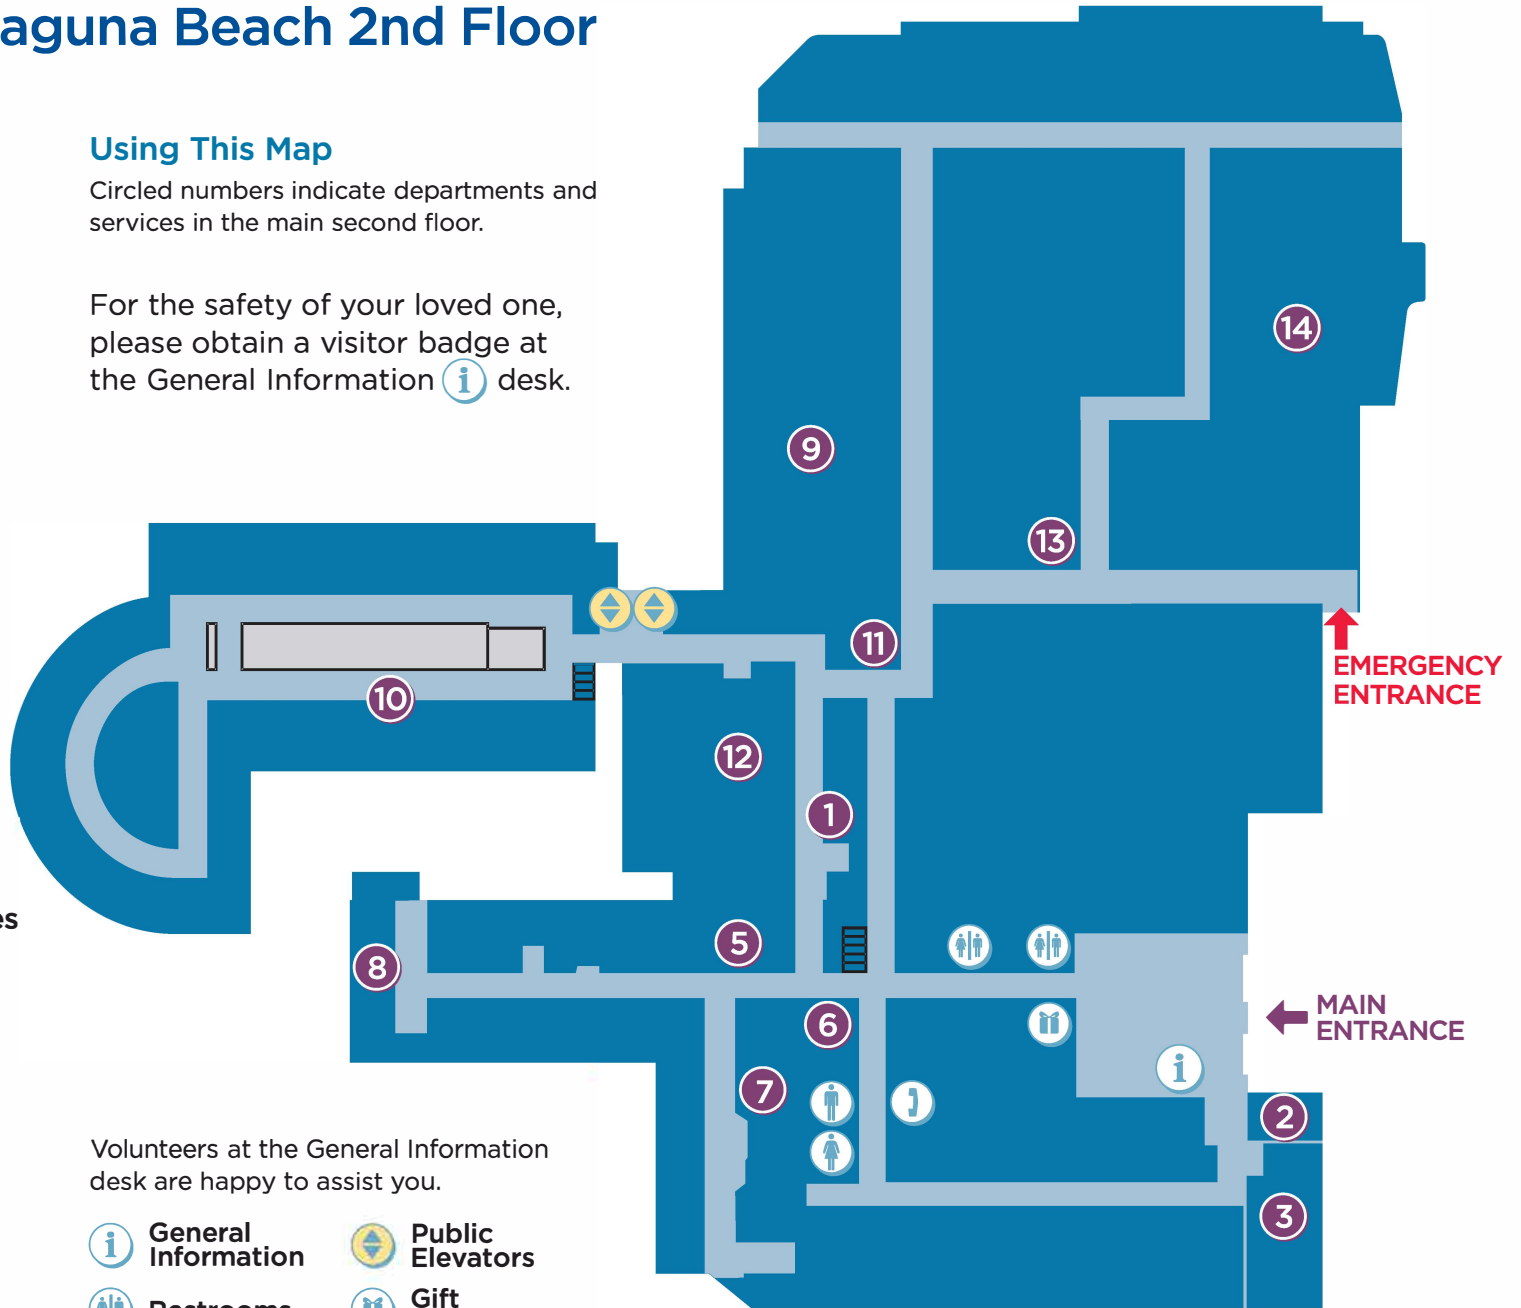 aguna Beach 2nd Floor
Using This Map
Circled numbers indicate departments and
services in the main second floor.
For the safety of your loved one,
please obtain a visitor badge at
the General Information i desk.
14
9
13
11
EMERGENCY
ENTRANCE
10
12
1
es
5
8
MAIN
ENTRANCE
6
i
7
2
3
Volunteers at the General Information
desk are happy to assist you.
i General
Information
Public
Elevators
Restrooms
Gift